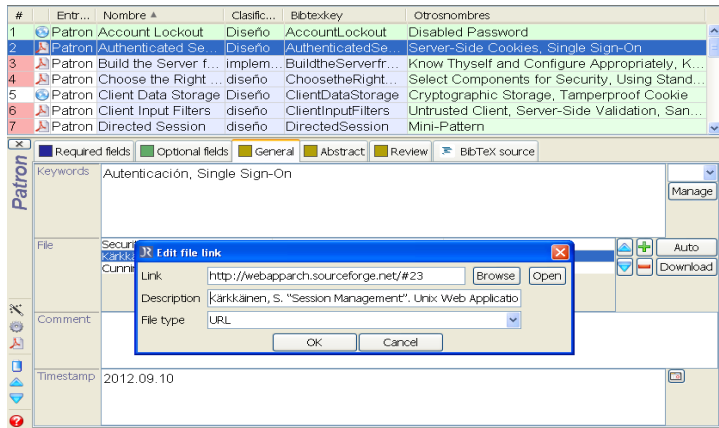 # Entr... Nombre Clasific... Bibtexkey Otrosnombres
1 Patron Account Lockout Diseño AccountLockout Disabled Password
2 Patron Authenticated Se... Diseño AuthenticatedSe... Server-Side Cookies, Single Sign-On
3 Patron Build the Server f... implem... BuildtheServerfr... Know Thyself and Configure Appropriately, K...
4 Patron Choose the Right ... diseño ChoosetheRight... Select Components for Security, Using Stand...
5 Patron Client Data Storage Diseño ClientDataStorage Cryptographic Storage, Tamperproof Cookie
6 Patron Client Input Filters diseño ClientInputFilters Untrusted Client, Server-Side Validation, San...
7 Patron Directed Session diseño DirectedSession Mini-Pattern
Patron
Required fields Optional fields General Abstract Review BibTeX source
Keywords Autenticación, Single Sign-On
Manage
File
Securi
Kärkk
Cunnin
Auto
Download
Edit file link
Link http://webapparch.sourceforge.net/#23 Browse Open
Description Kärkkäinen, S. “Session Management”. Unix Web Applicatio
File type URL
OK Cancel
Comment
Timestamp 2012.09.10